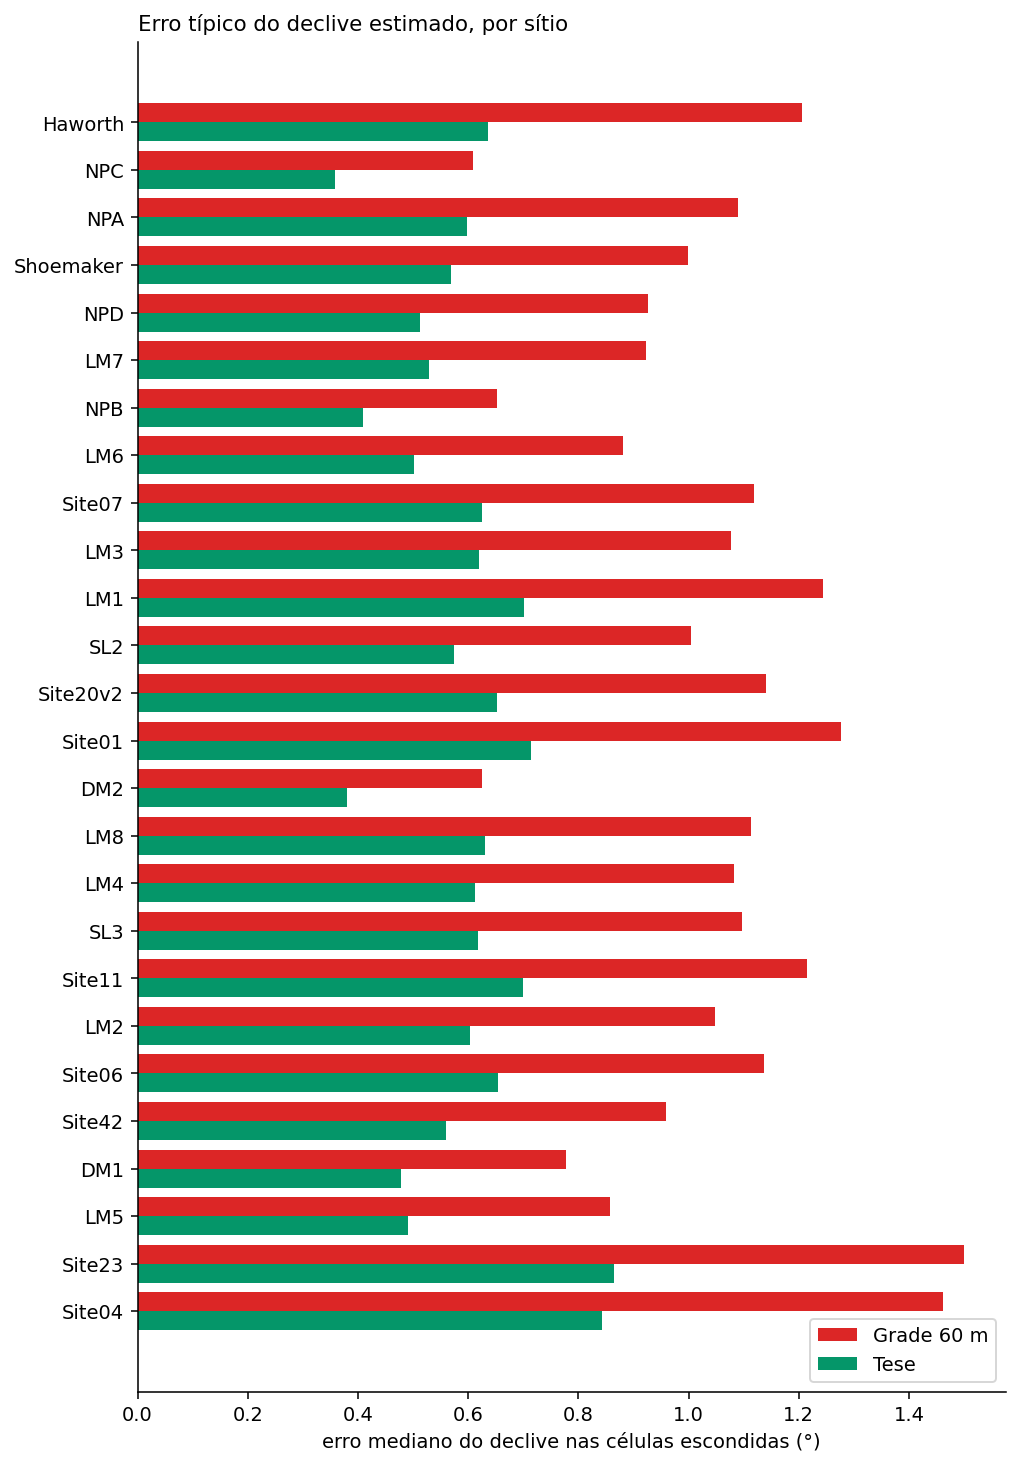 Erro típico do declive estimado, por sítio
Haworth
NPC
NPA
Shoemaker
NPD
LM7
NPB
LM6
Site07
LM3
LM1
SL2
Site20v2
Site01
DM2
LM8
LM4
SL3
Site11
LM2
Site06
Site42
DM1
LM5
Site23
Site04
Grade 60 m
Tese
0.0 0.2 0.4 0.6 0.8 1.0 1.2 1.4
erro mediano do declive nas células escondidas (°)